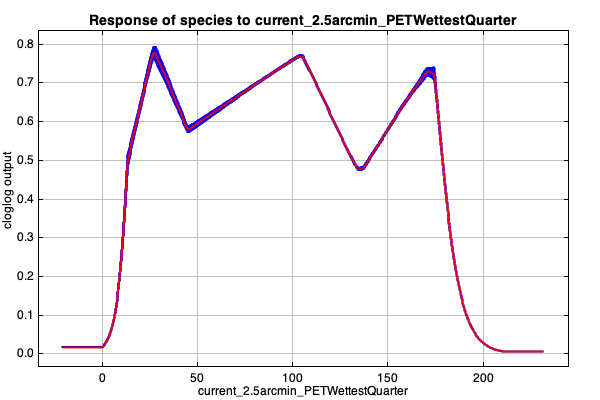 Response of species to current_2.5arcmin_PETWettestQuarter
0.8
0.7
0.6
0.5
0.4
0.3
0.2
0.1
0.0
cloglog output
0 50 100 150 200
current_2.5arcmin_PETWettestQuarter